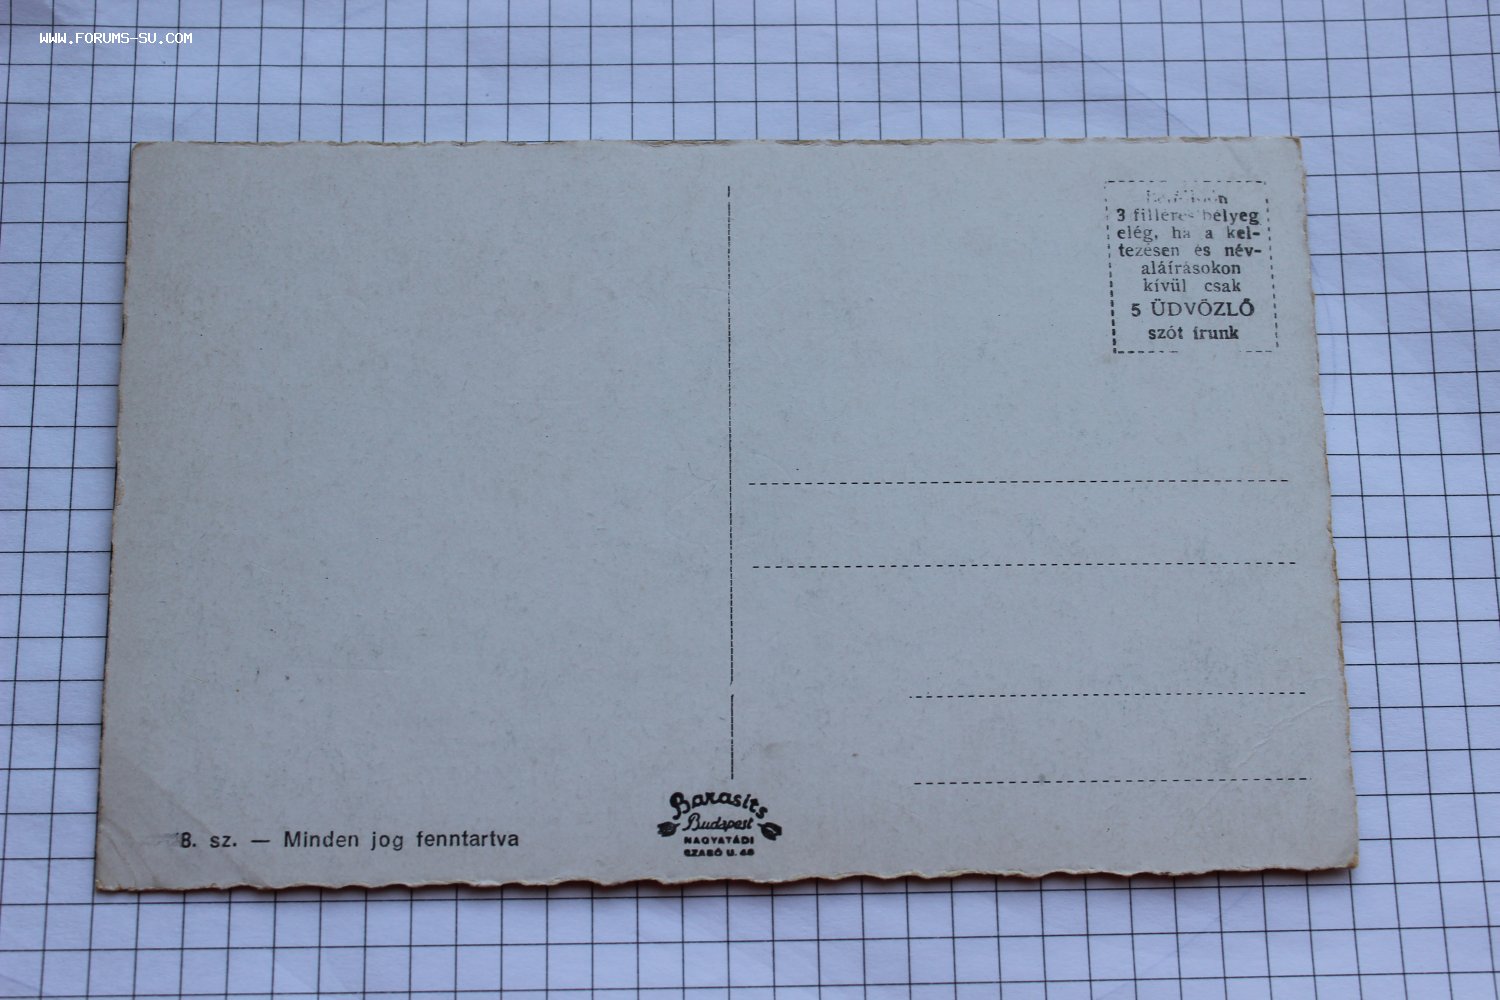 WWW.FORUMS-SU.COM
3 filléres bélyeg
elég, ha a kel-
tezésen és név-
aláírásokon
kívül csak
5 ÜDVÖZLŐ
szót írunk
8. sz. — Minden jog fenntartva
Barasits
Budapest
NAGYATÁDI
SZABÓ U. 46